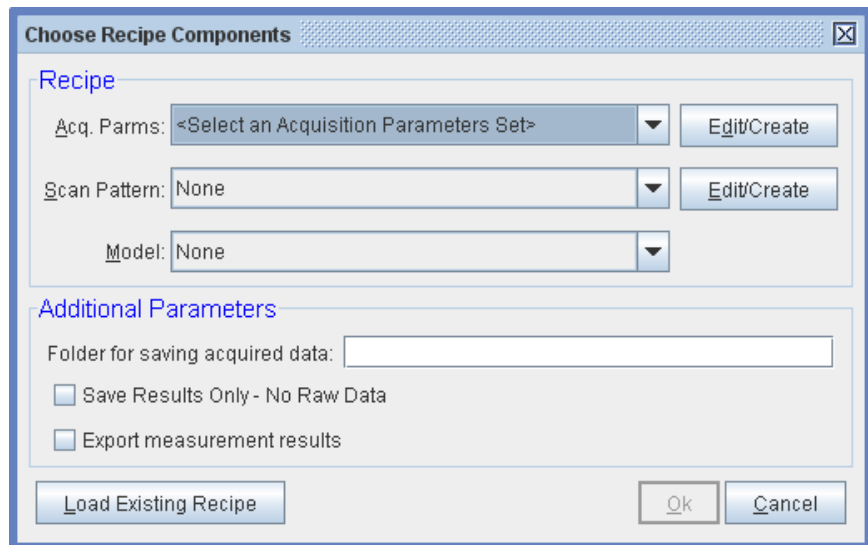 Choose Recipe Components
Recipe
Acq. Parms: <Select an Acquisition Parameters Set> Edit/Create
Scan Pattern: None Edit/Create
Model: None
Additional Parameters
Folder for saving acquired data:
Save Results Only - No Raw Data
Export measurement results
Load Existing Recipe Ok Cancel